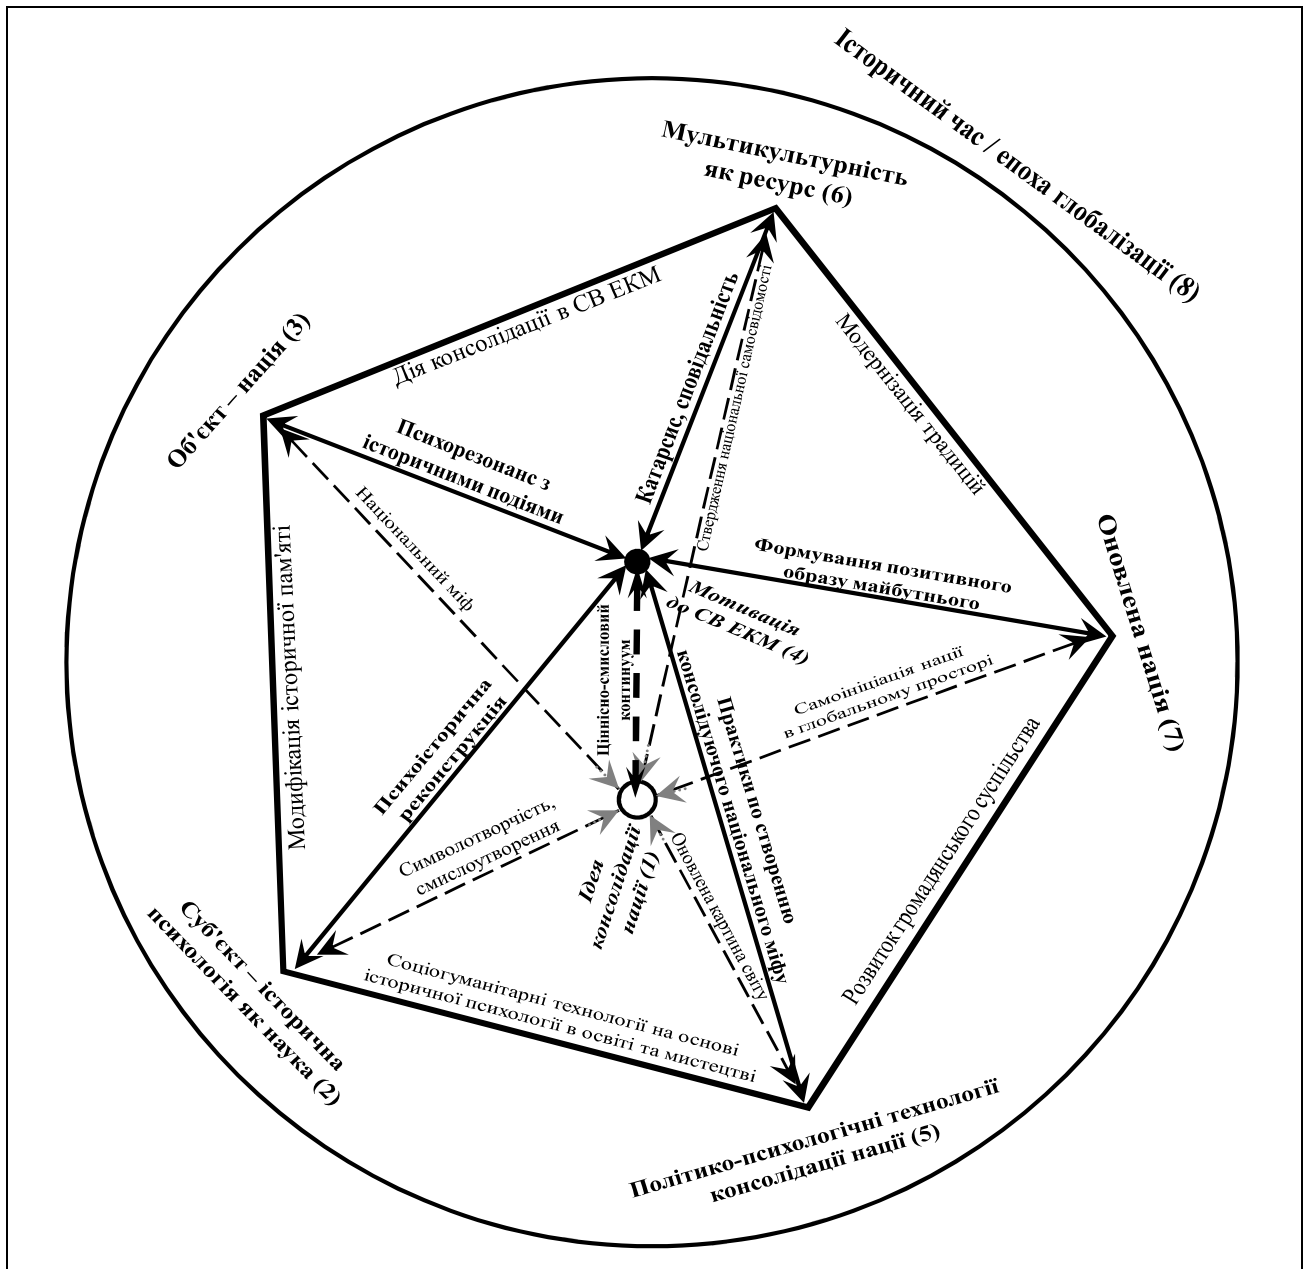 Історичний час / епоха глобалізації (8)
Мультикультурність
як ресурс (6)
Дія консолідації в СВ ЕКМ
Об'єкт – нація (3)
Катарсис, сповідальність
Ствердження національної самосвідомості
Модернізація традицій
Психорезонанс з
історичними подіями
Національний міф
Модифікація історичної пам'яті
Формування позитивного
образу майбутнього
Оновлена нація (7)
Мотивація
до СВ ЕКМ (4)
Ціннісно-смисловий
континуум
Самоініціація нації
в глобальному просторі
Психоісторична
реконструкція
Практики по створенню
консолідуючого національного міфу
Символотворчість,
смислоутворення
Ідея
консолідації
нації (1)
Оновлена картина світу
Розвиток громадянського суспільства
Суб'єкт – історична
психологія як наука (2)
Соціогуманітарні технології на основі
історичної психології в освіті та мистецтві
Політико-психологічні технології
консолідації нації (5)